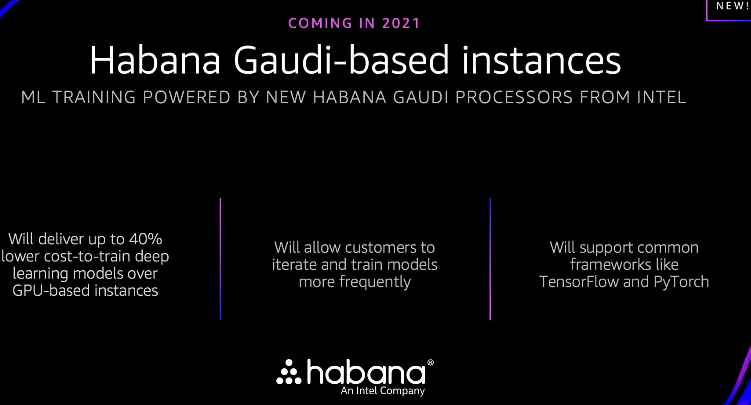 COMING IN 2021
NEW!
Habana Gaudi-based instances
ML TRAINING POWERED BY NEW HABANA GAUDI PROCESSORS FROM INTEL
Will deliver up to 40%
lower cost-to-train deep
learning models over
GPU-based instances
Will allow customers to
iterate and train models
more frequently
Will support common
frameworks like
TensorFlow and PyTorch
habana®
An Intel Company